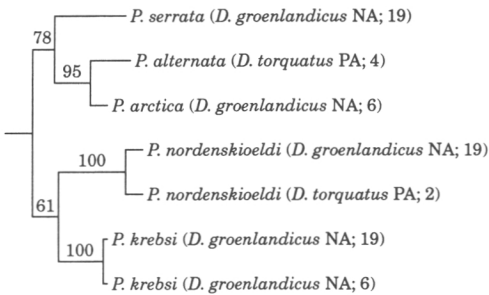 P. serrata (D. groenlandicus NA; 19)
78
95
P. alternata (D. torquatus PA; 4)
P. arctica (D. groenlandicus NA; 6)
P. nordenskioeldi (D. groenlandicus NA; 19)
100
P. nordenskioeldi (D. torquatus PA; 2)
61
P. krebsi (D. groenlandicus NA; 19)
100
P. krebsi (D. groenlandicus NA; 6)